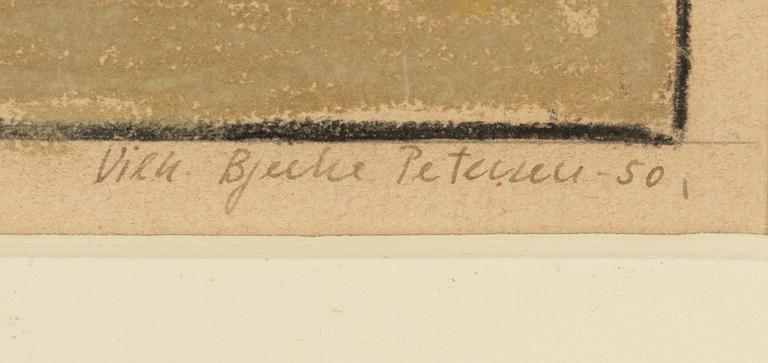 Vilh. Bjerke Petersen -50